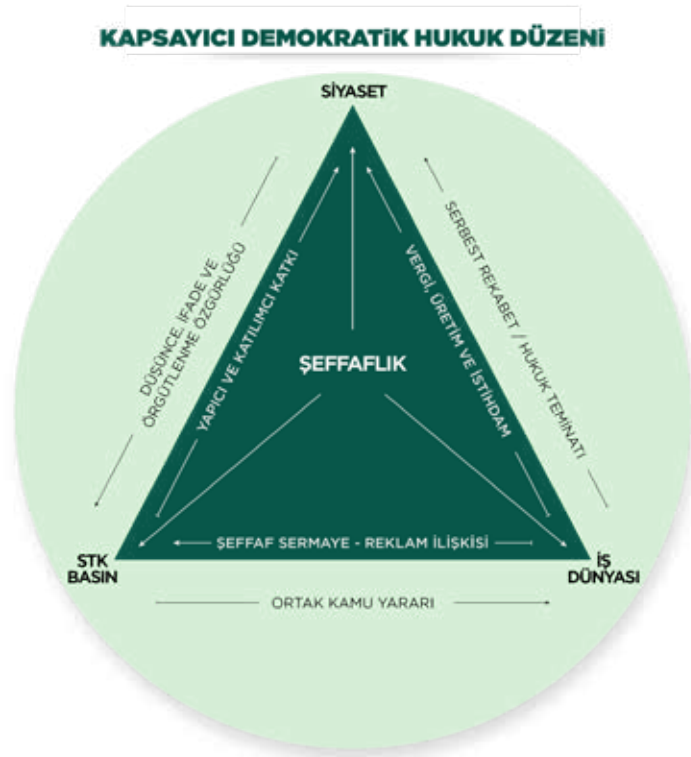 KAPSAYICI DEMOKRATİK HUKUK DÜZENİ
SİYASET
DÜŞÜNCE, İFADE VE
ÖRGÜTLENME ÖZGÜRLÜĞÜ
YAPICI VE KATILIMCI KATKI
VERGİ, ÜRETİM VE İSTİHDAM
SERBEST REKABET / HUKUK TEMİNATI
ŞEFFAFLIK
ŞEFFAF SERMAYE - REKLAM İLİŞKİSİ
STK
BASIN
İŞ
DÜNYASI
ORTAK KAMU YARARI